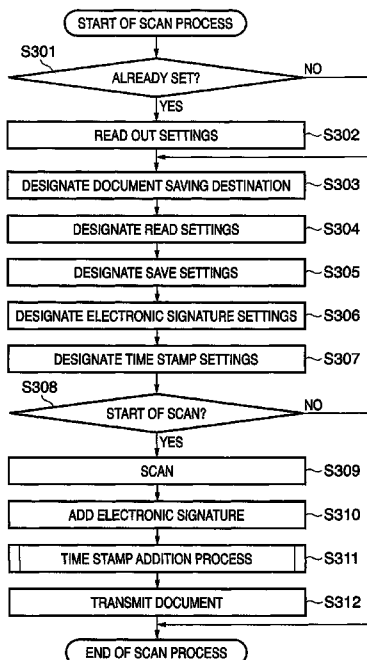 START OF SCAN PROCESS
S301
ALREADY SET?
NO
YES
READ OUT SETTINGS
S302
DESIGNATE DOCUMENT SAVING DESTINATION
S303
DESIGNATE READ SETTINGS
S304
DESIGNATE SAVE SETTINGS
S305
DESIGNATE ELECTRONIC SIGNATURE SETTINGS
S306
DESIGNATE TIME STAMP SETTINGS
S307
S308
START OF SCAN?
NO
YES
SCAN
S309
ADD ELECTRONIC SIGNATURE
S310
TIME STAMP ADDITION PROCESS
S311
TRANSMIT DOCUMENT
S312
END OF SCAN PROCESS